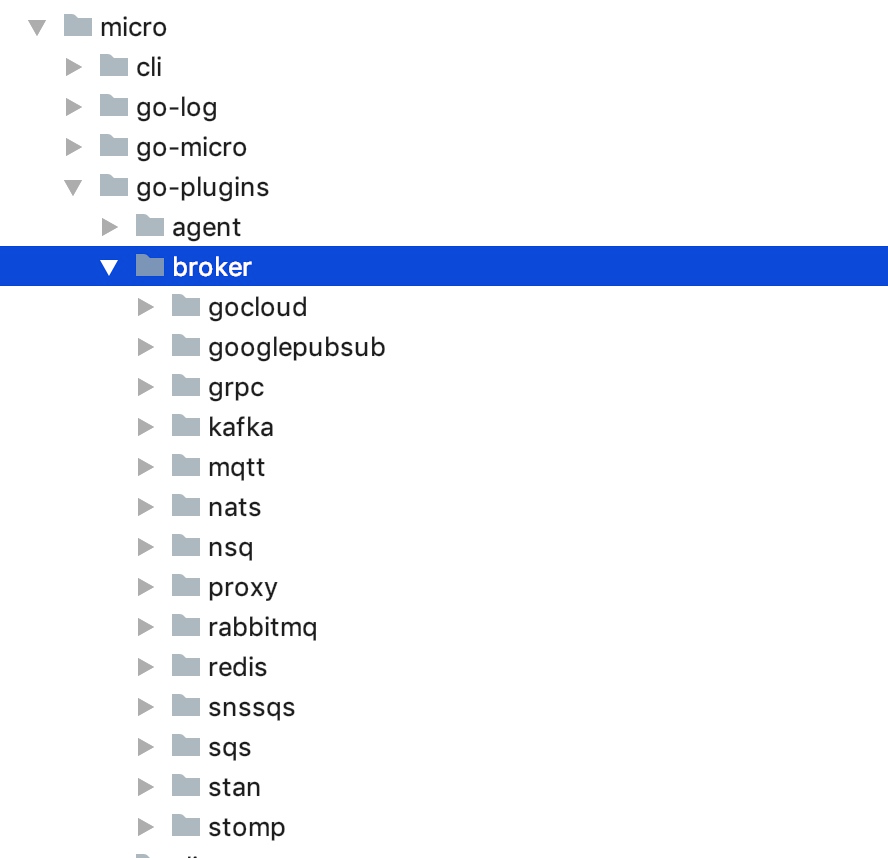 micro
cli
go-log
go-micro
go-plugins
agent
broker
gocloud
googlepubsub
grpc
kafka
mqtt
nats
nsq
proxy
rabbitmq
redis
snssqs
sqs
stan
stomp